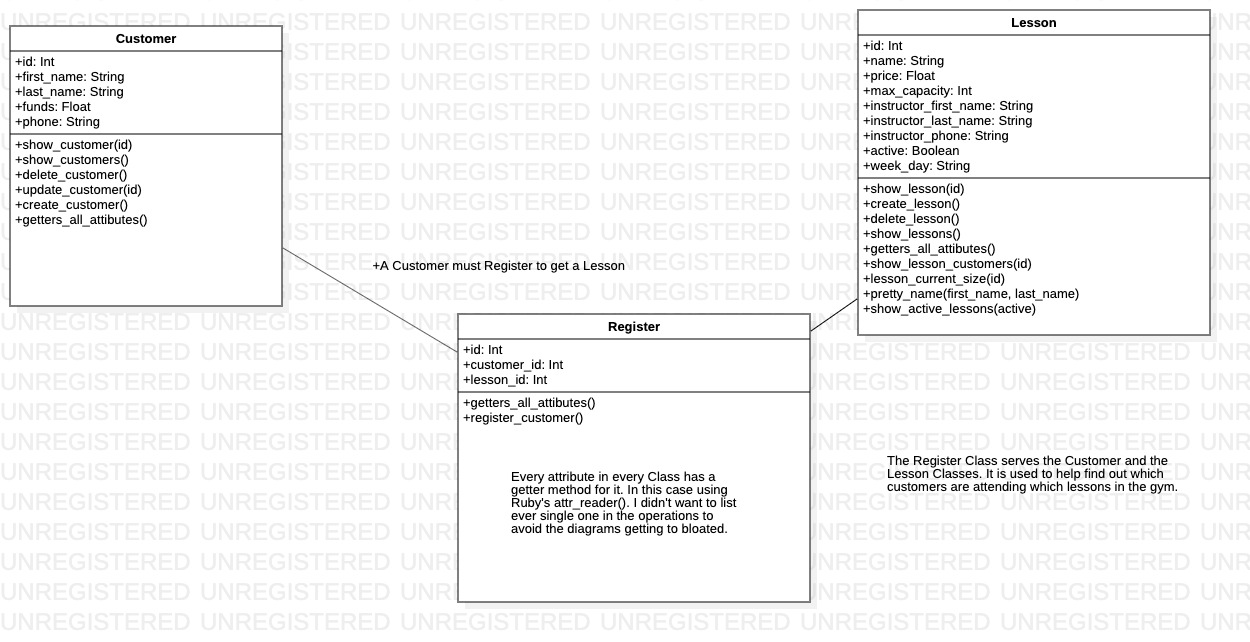 Customer
+id: Int
+first_name: String
+last_name: String
+funds: Float
+phone: String
+show_customer(id)
+show_customers()
+delete_customer()
+update_customer(id)
+create_customer()
+getters_all_attibutes()
+A Customer must Register to get a Lesson
Lesson
+id: Int
+name: String
+price: Float
+max_capacity: Int
+instructor_first_name: String
+instructor_last_name: String
+instructor_phone: String
+active: Boolean
+week_day: String
+show_lesson(id)
+create_lesson()
+delete_lesson()
+show_lessons()
+getters_all_attibutes()
+show_lesson_customers(id)
+lesson_current_size(id)
+pretty_name(first_name, last_name)
+show_active_lessons(active)
Register
+id: Int
+customer_id: Int
+lesson_id: Int
+getters_all_attibutes()
+register_customer()
Every attribute in every Class has a
getter method for it. In this case using
Ruby's attr_reader(). I didn't want to list
ever single one in the operations to
avoid the diagrams getting to bloated.
The Register Class serves the Customer and the
Lesson Classes. It is used to help find out which
customers are attending which lessons in the gym.
UNREGISTERED